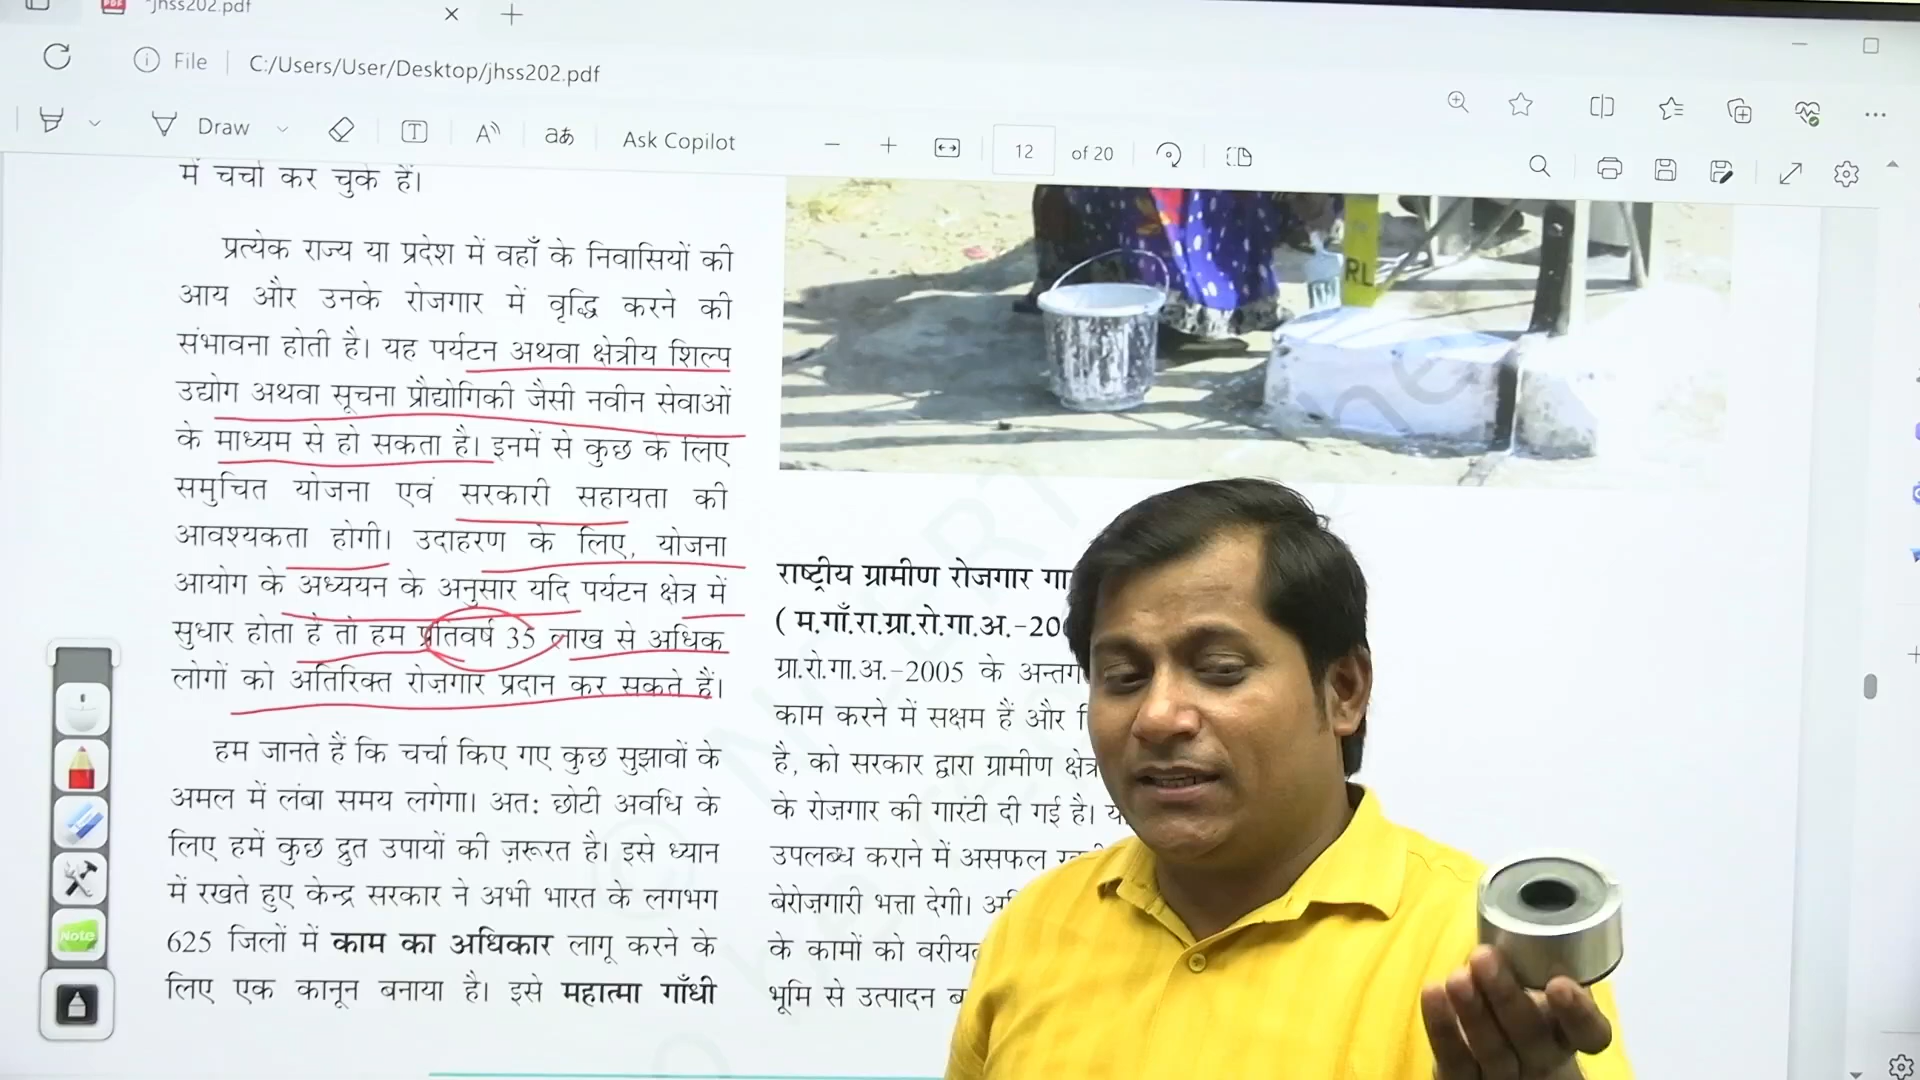 jhss202.pdf
File
C:/Users/User/Desktop/jhss202.pdf
Draw
Ask Copilot
12
of 20
में चर्चा कर चुके हैं।
प्रत्येक राज्य या प्रदेश में वहाँ के निवासियों की
आय और उनके रोजगार में वृद्धि करने की
संभावना होती है। यह पर्यटन अथवा क्षेत्रीय शिल्प
उद्योग अथवा सूचना प्रौद्योगिकी जैसी नवीन सेवाओं
के माध्यम से हो सकता है। इनमें से कुछ के लिए
समुचित योजना एवं सरकारी सहायता की
आवश्यकता होगी। उदाहरण के लिए, योजना
आयोग के अध्ययन के अनुसार यदि पर्यटन क्षेत्र में
सुधार होता है तो हम प्रतिवर्ष 35 लाख से अधिक
लोगों को अतिरिक्त रोज़गार प्रदान कर सकते हैं।
हम जानते हैं कि चर्चा किए गए कुछ सुझावों के
अमल में लंबा समय लगेगा। अतः छोटी अवधि के
लिए हमें कुछ द्रुत उपायों की ज़रूरत है। इसे ध्यान
में रखते हुए केन्द्र सरकार ने अभी भारत के लगभग
625 जिलों में काम का अधिकार लागू करने के
लिए एक कानून बनाया है। इसे महात्मा गाँधी
RL
राष्ट्रीय ग्रामीण रोजगार
( म.गाँ.रा.ग्रा.रो.गा.अ.-20
ग्रा.रो.गा.अ.-2005 के
काम करने में सक्षम हैं और
है, को सरकार द्वारा ग्रामीण क्षेत्र
के रोज़गार की गारंटी दी गई है।
उपलब्ध कराने में असफल
बेरोज़गारी भत्ता देगी।
के कामों को
भूमि से उत्पादन
Note